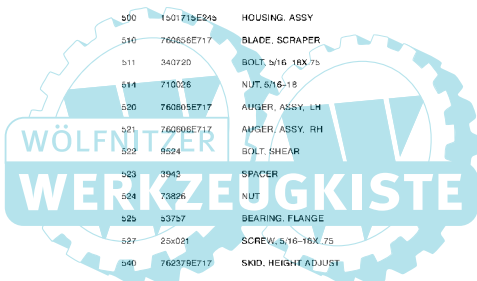 500 1501715E245 HOUSING, ASSY
510 760656E717 BLADE, SCRAPER
511 340720 BOLT, 5/16-18X.75
514 710026 NUT, 5/16-18
520 760805E717 AUGER, ASSY, LH
521 760806E717 AUGER, ASSY, RH
WÖLFNITZER
522 9524 BOLT, SHEAR
523 3943 SPACER
WERKZEUGKISTE
524 73826 NUT
525 53757 BEARING, FLANGE
527 25x021 SCREW, 5/16-18X .75
540 762379E717 SKID, HEIGHT ADJUST